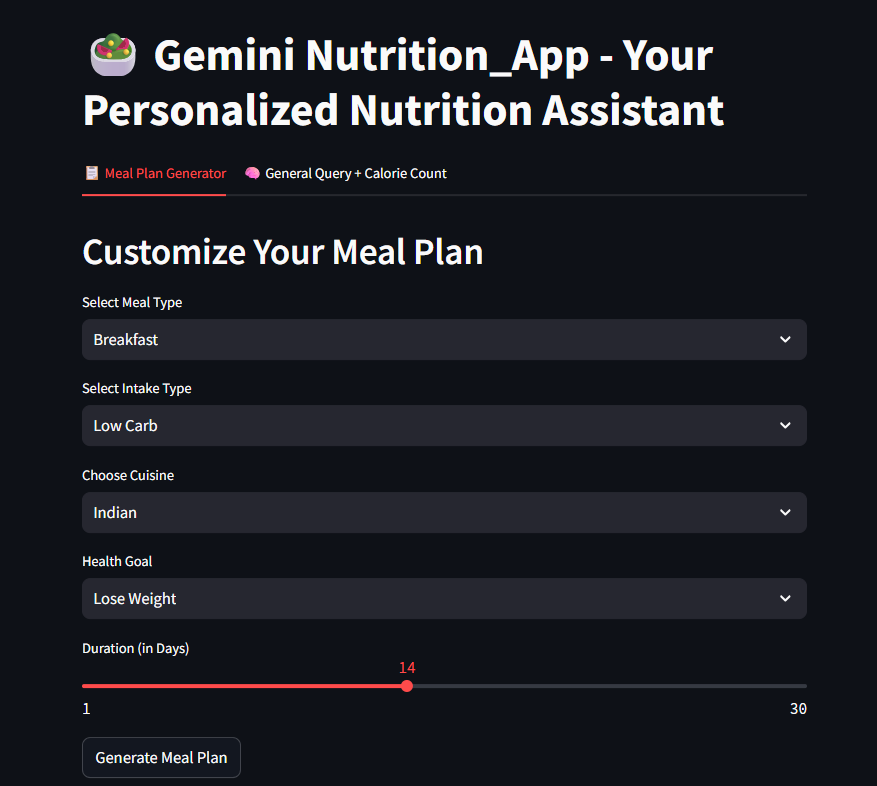 Gemini Nutrition_App - Your
Personalized Nutrition Assistant
Meal Plan Generator
General Query + Calorie Count
Customize Your Meal Plan
Select Meal Type
Breakfast
Select Intake Type
Low Carb
Choose Cuisine
Indian
Health Goal
Lose Weight
Duration (in Days)
14
1
30
Generate Meal Plan